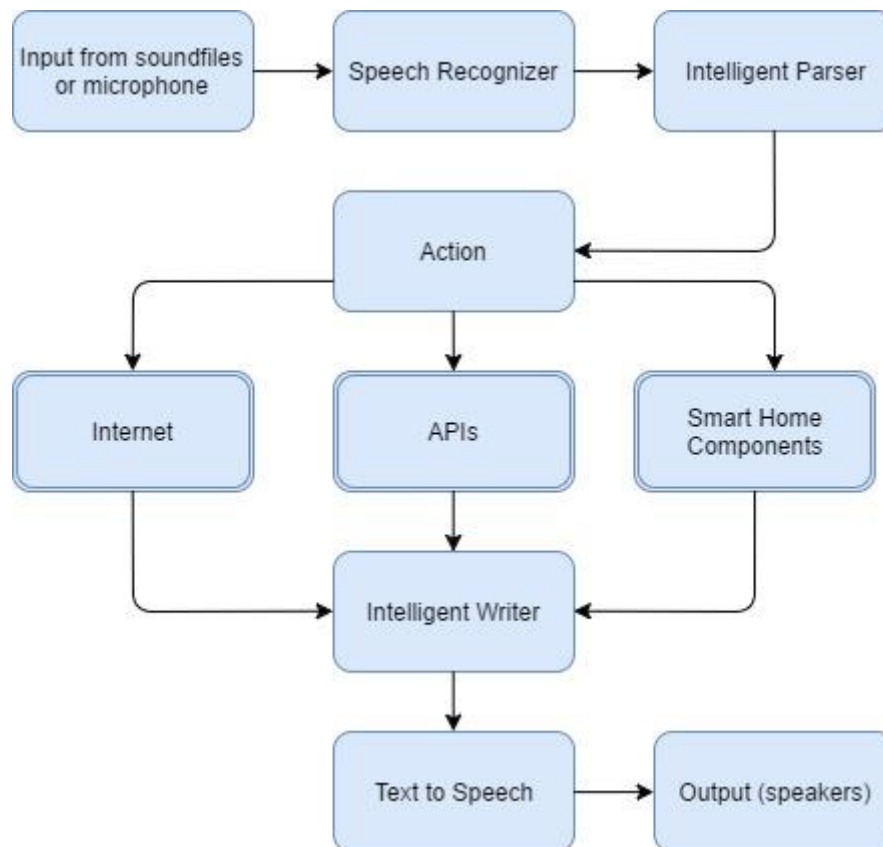 Input from soundfiles
or microphone
Speech Recognizer
Intelligent Parser
Action
Internet
APIs
Smart Home
Components
Intelligent Writer
Text to Speech
Output (speakers)